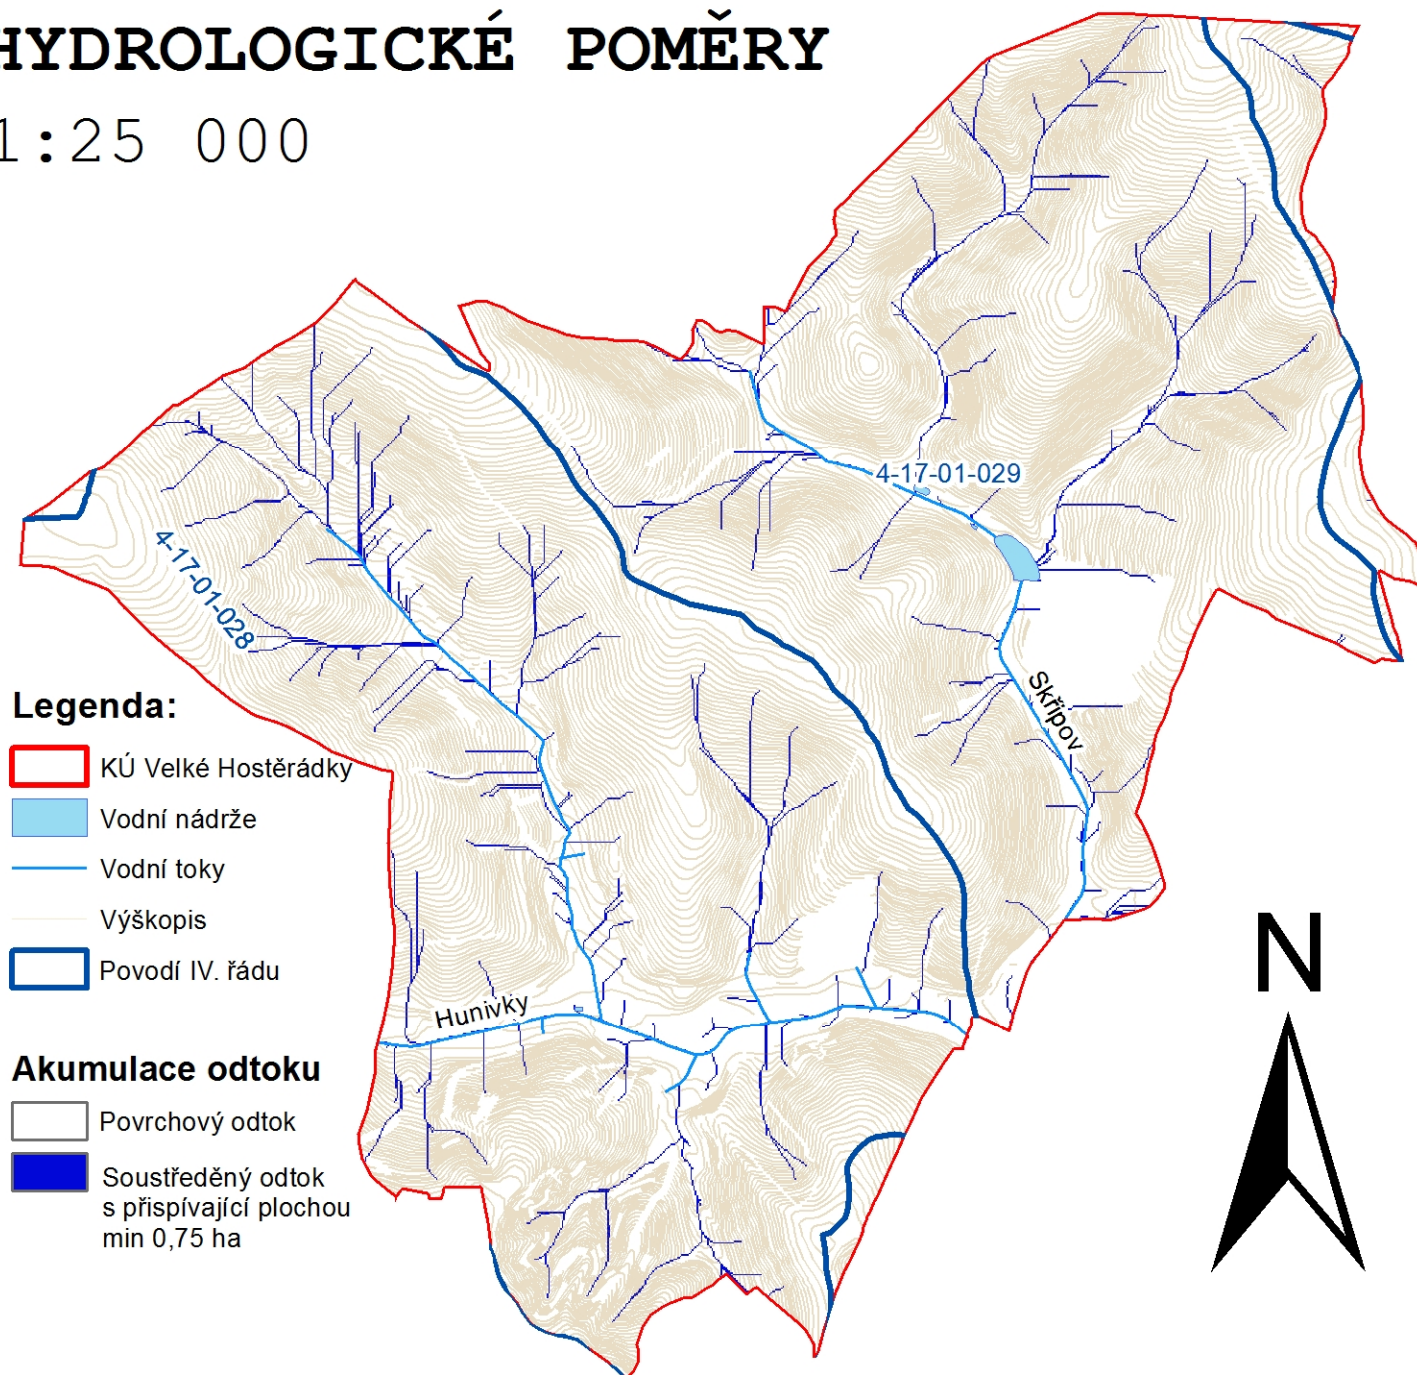 HYDROLOGICKÉ POMĚRY
1:25 000
4-17-01-029
4-17-01-028
Skřipov
Hunivky
Legenda:
KÚ Velké Hostěrádky
Vodní nádrže
Vodní toky
Výškopis
Povodí IV. řádu
Akumulace odtoku
Povrchový odtok
Soustředěný odtok
s přispívající plochou
min 0,75 ha
N